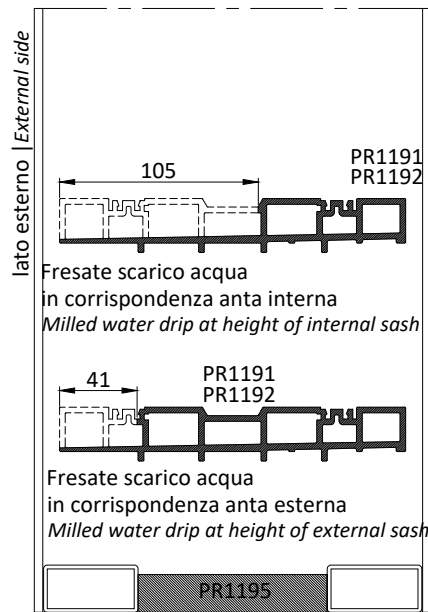 lato esterno | External side
105
PR1191
PR1192
Fresate scarico acqua
in corrispondenza anta interna
Milled water drip at height of internal sash
41
PR1191
PR1192
Fresate scarico acqua
in corrispondenza anta esterna
Milled water drip at height of external sash
PR1195